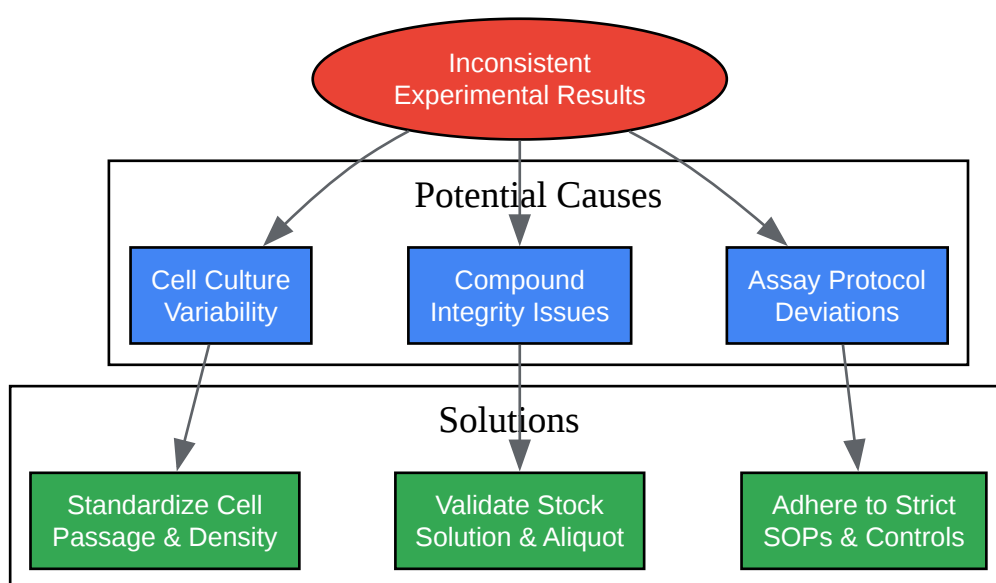 Inconsistent
Experimental Results
Potential Causes
Cell Culture
Variability
Compound
Integrity Issues
Assay Protocol
Deviations
Solutions
Standardize Cell
Passage & Density
Validate Stock
Solution & Aliquot
Adhere to Strict
SOPs & Controls